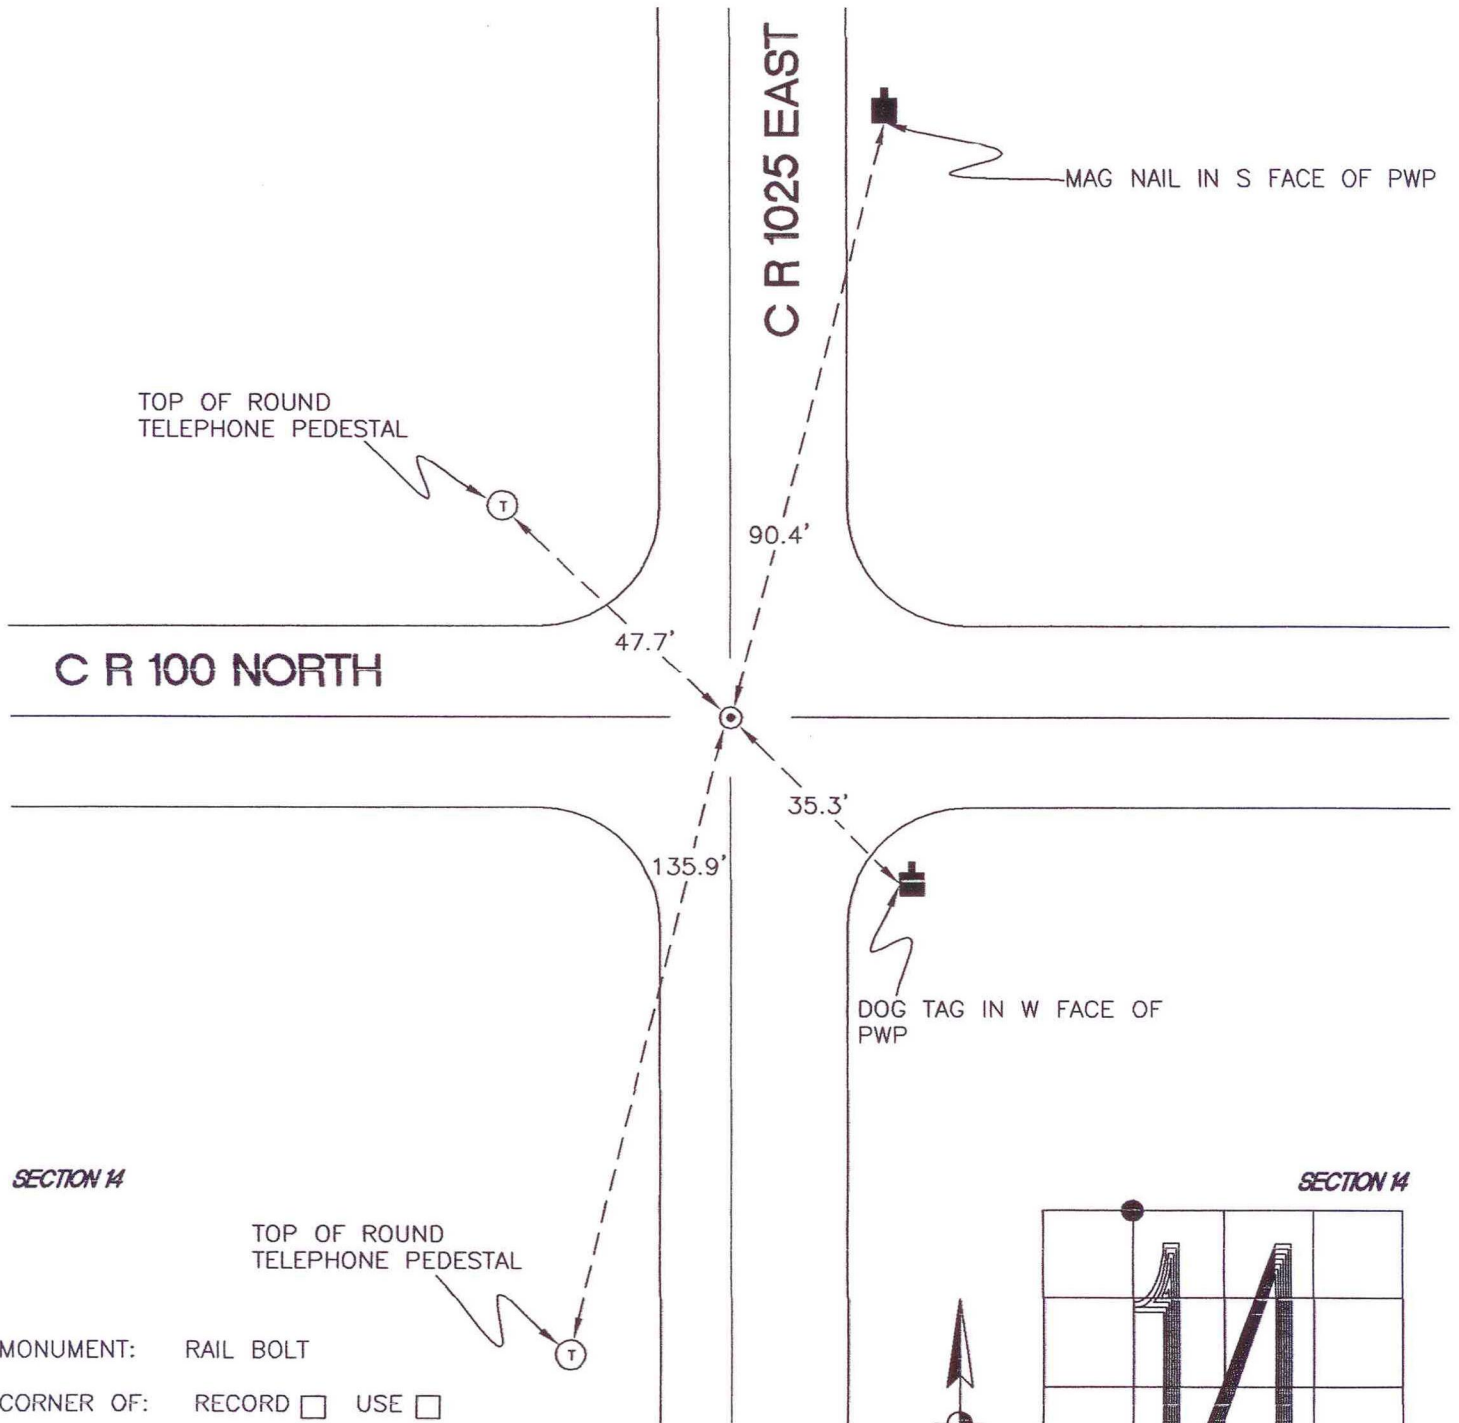 C R 1025 EAST
MAG NAIL IN S FACE OF PWP
TOP OF ROUND
TELEPHONE PEDESTAL
T
90.4'
47.7'
C R 100 NORTH
35.3'
135.9'
DOG TAG IN W FACE OF
PWP
SECTION 14
SECTION 14
TOP OF ROUND
TELEPHONE PEDESTAL
T
14
MONUMENT: RAIL BOLT
CORNER OF: RECORD USE